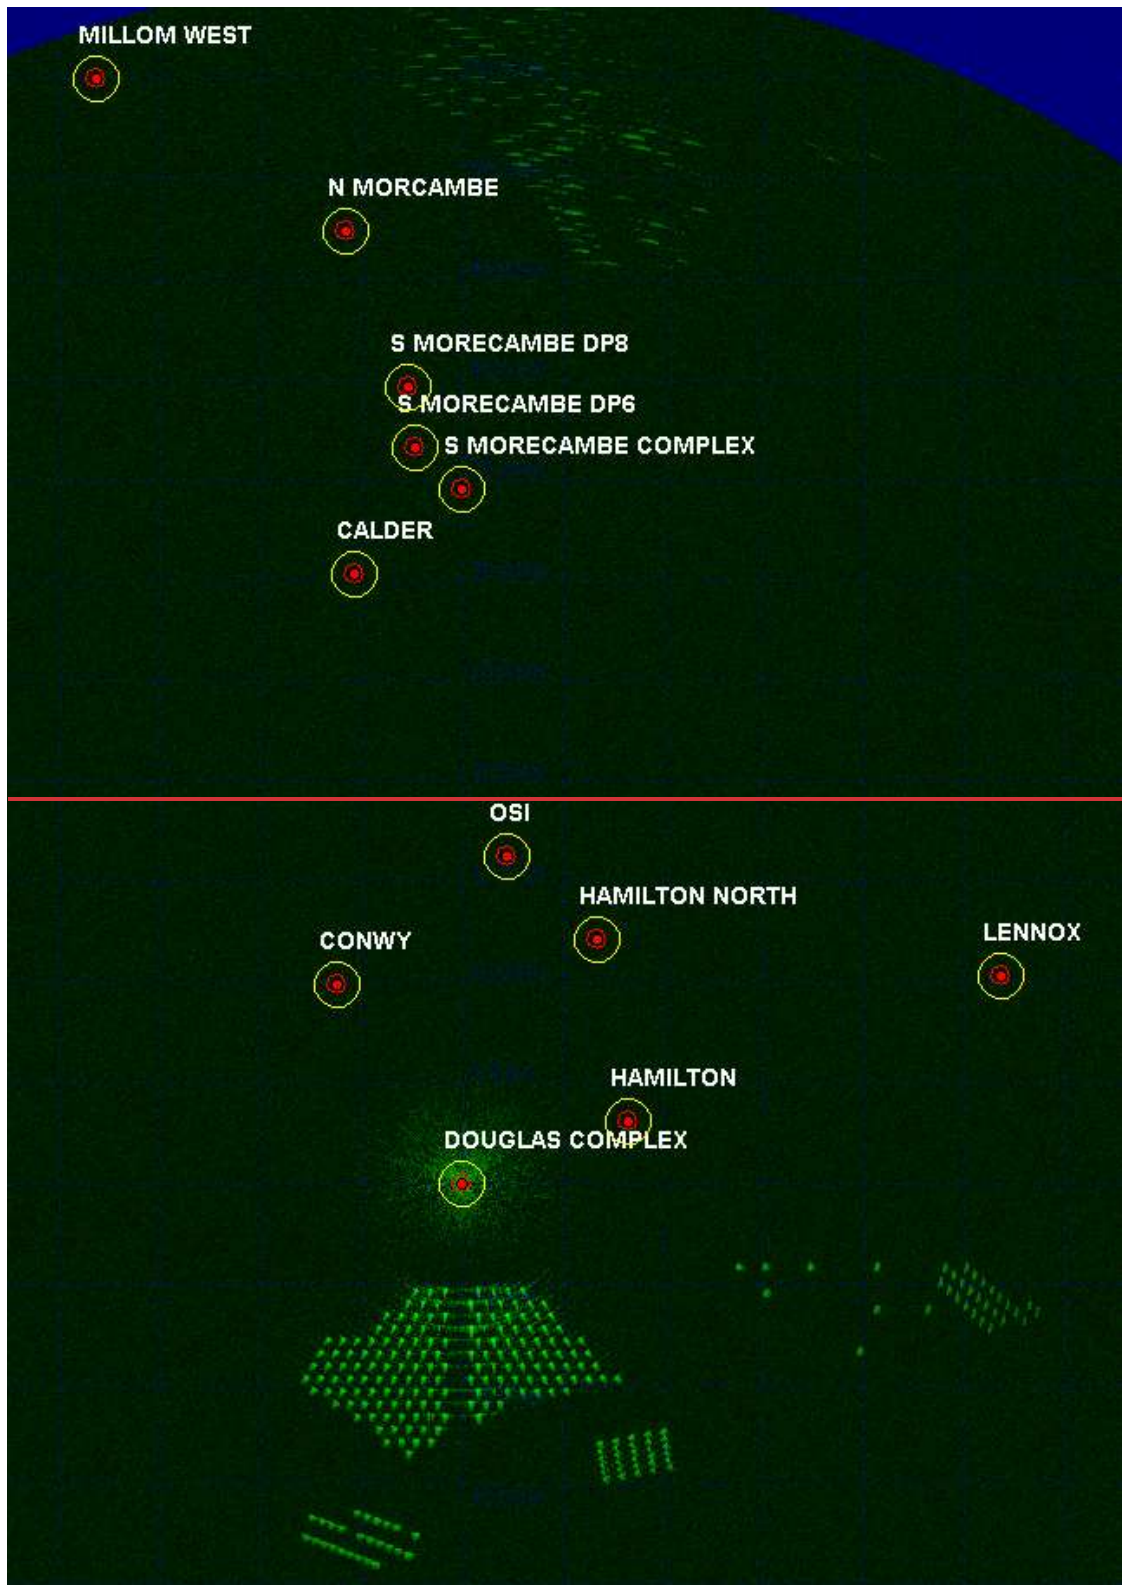 MILLOM WEST
N MORCAMBE
S MORECAMBE DP8
S MORECAMBE DP6
S MORECAMBE COMPLEX
CALDER
OSI
HAMILTON NORTH
LENNOX
CONWY
HAMILTON
DOUGLAS COMPLEX